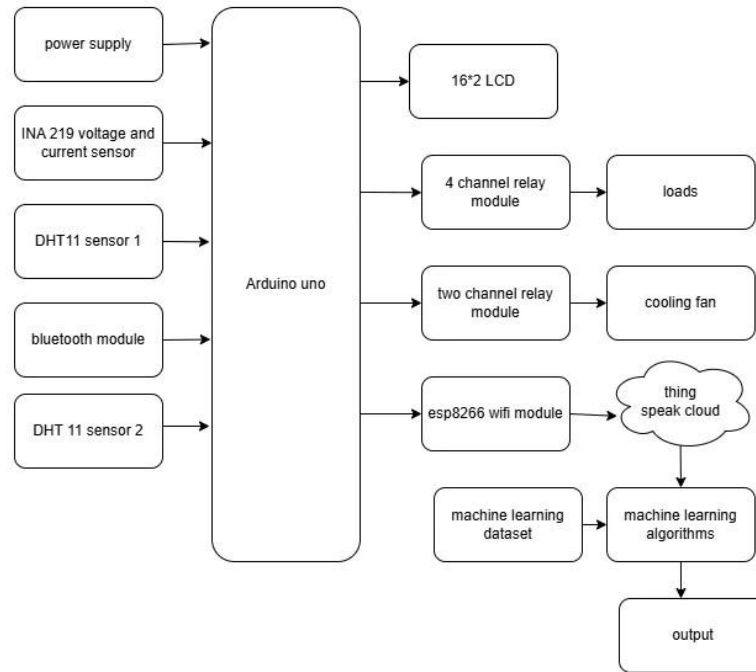 power supply
INA 219 voltage and
current sensor
DHT11 sensor 1
bluetooth module
DHT 11 sensor 2
Arduino uno
16*2 LCD
4 channel relay
module
loads
two channel relay
module
cooling fan
esp8266 wifi module
thing
speak cloud
machine learning
dataset
machine learning
algorithms
output